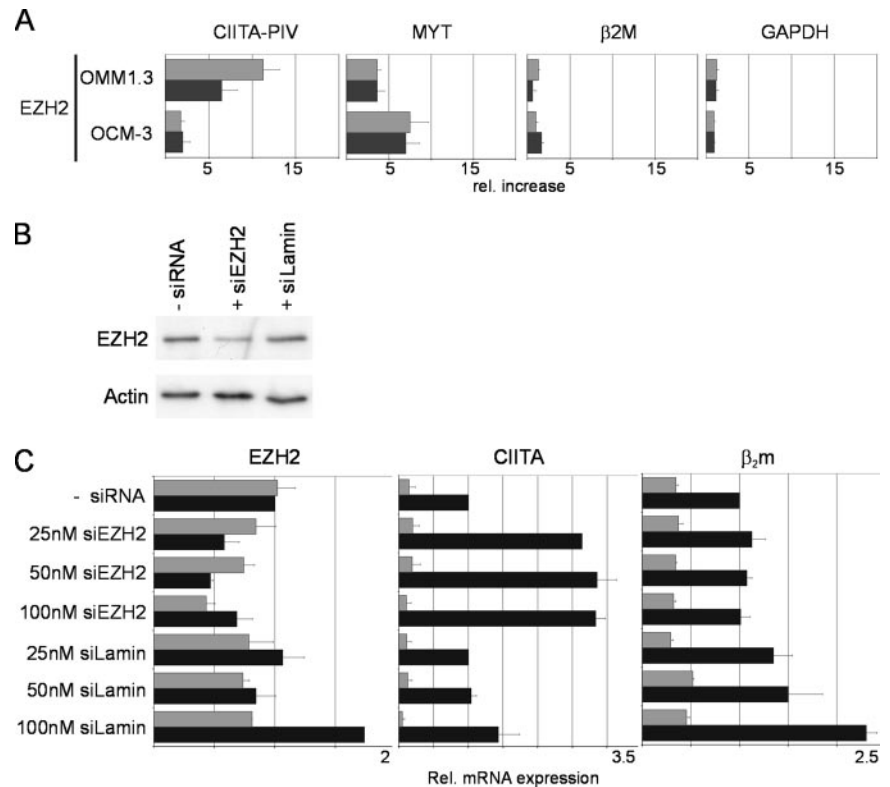 A
CIITA-PIV MYT β2M GAPDH
EZH2
OMM1.3
OCM-3
5 15 5 15 5 15 5 15
rel. increase
B
- siRNA
+ siEZH2
+ siLamin
EZH2
Actin
C
EZH2 CIITA β₂m
- siRNA
25nM siEZH2
50nM siEZH2
100nM siEZH2
25nM siLamin
50nM siLamin
100nM siLamin
2 3.5 2.5
Rel. mRNA expression